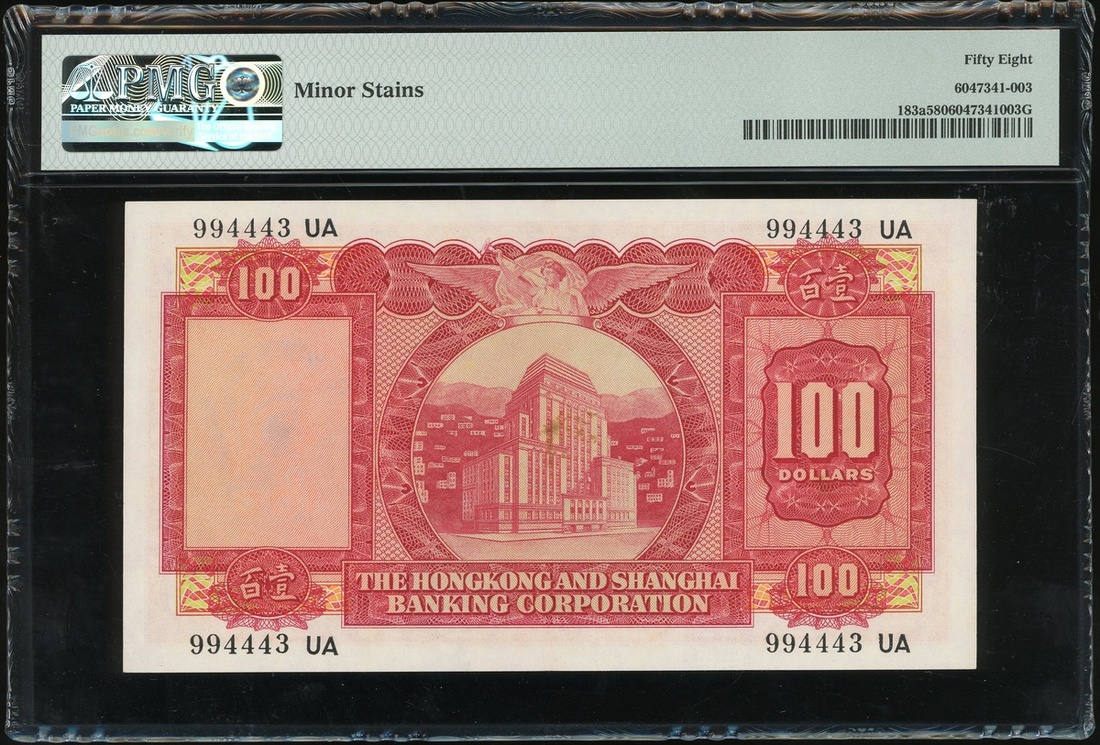 PMG
PAPER MONEY GUARANTY
Minor Stains
Fifty Eight
6047341-003
183a5806047341003G
994443 UA
994443 UA
100
百壹
100
DOLLARS
百壹
100
THE HONGKONG AND SHANGHAI
BANKING CORPORATION
994443 UA
994443 UA